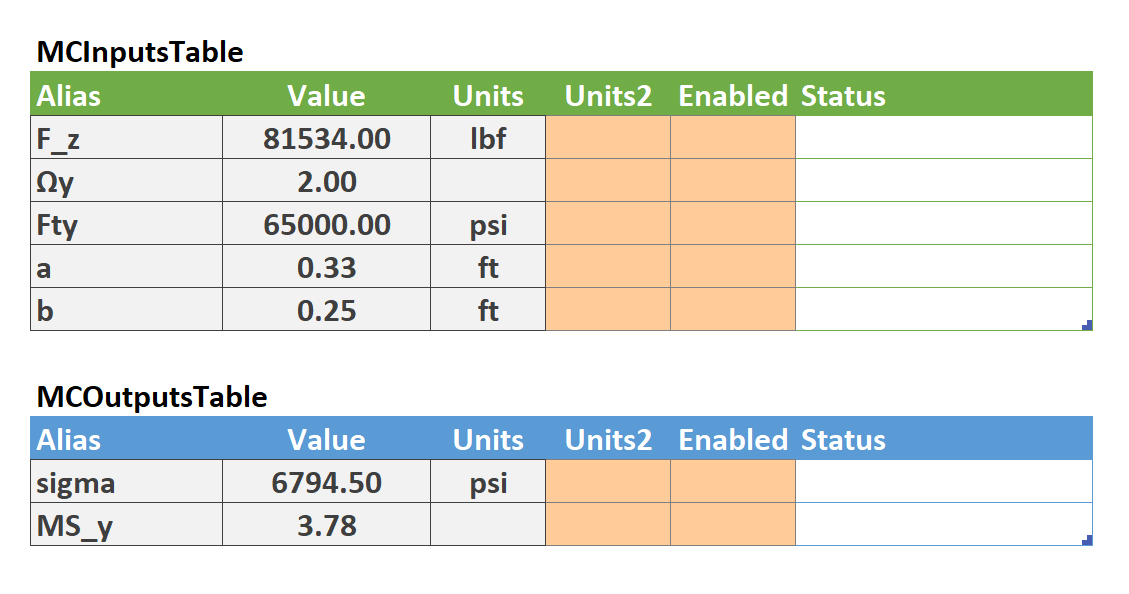 MCInputsTable
Alias Value Units Units2 Enabled Status
F_z 81534.00 lbf
Ωy 2.00
Fty 65000.00 psi
a 0.33 ft
b 0.25 ft
MCOutputsTable
Alias Value Units Units2 Enabled Status
sigma 6794.50 psi
MS_y 3.78